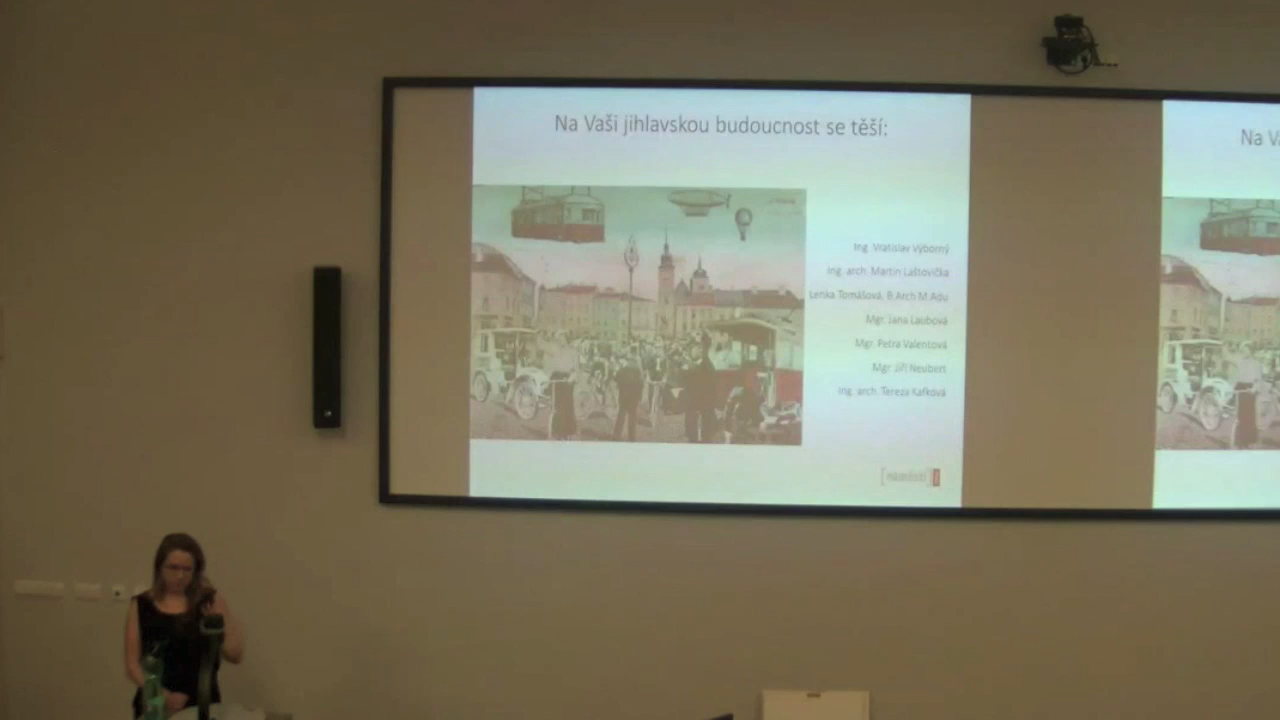 Na Vaši jihlavskou budoucnost se těší:
Ing. Vratislav Výborný
Ing. arch. Martin Laštovička
Lenka Tomášová, B.Arch M.Adu
Mgr. Jana Laubová
Mgr. Petra Valentová
Mgr. Jiří Neubert
Ing. arch. Tereza Kafková
Na V